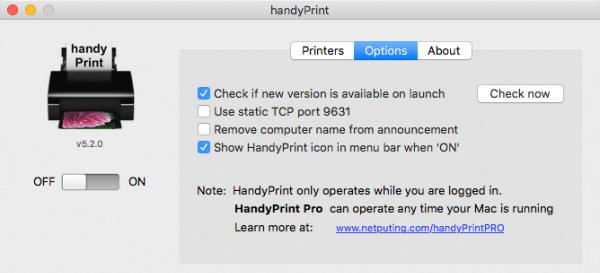 handyPrint
handy
Print
v5.2.0
OFF ON
Printers Options About
Check if new version is available on launch Check now
Use static TCP port 9631
Remove computer name from announcement
Show HandyPrint icon in menu bar when 'ON'
Note: HandyPrint only operates while you are logged in.
HandyPrint Pro can operate any time your Mac is running
Learn more at: www.netputing.com/handyPrintPRO